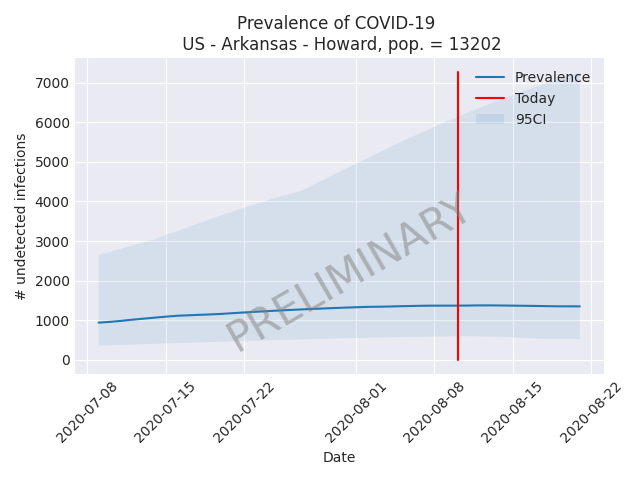 Prevalence of COVID-19
US - Arkansas - Howard, pop. = 13202
7000
6000
5000
4000
3000
2000
1000
0
# undetected infections
Prevalence
Today
95CI
PRELIMINARY
2020-07-08
2020-07-15
2020-07-22
2020-08-01
2020-08-08
2020-08-15
2020-08-22
Date